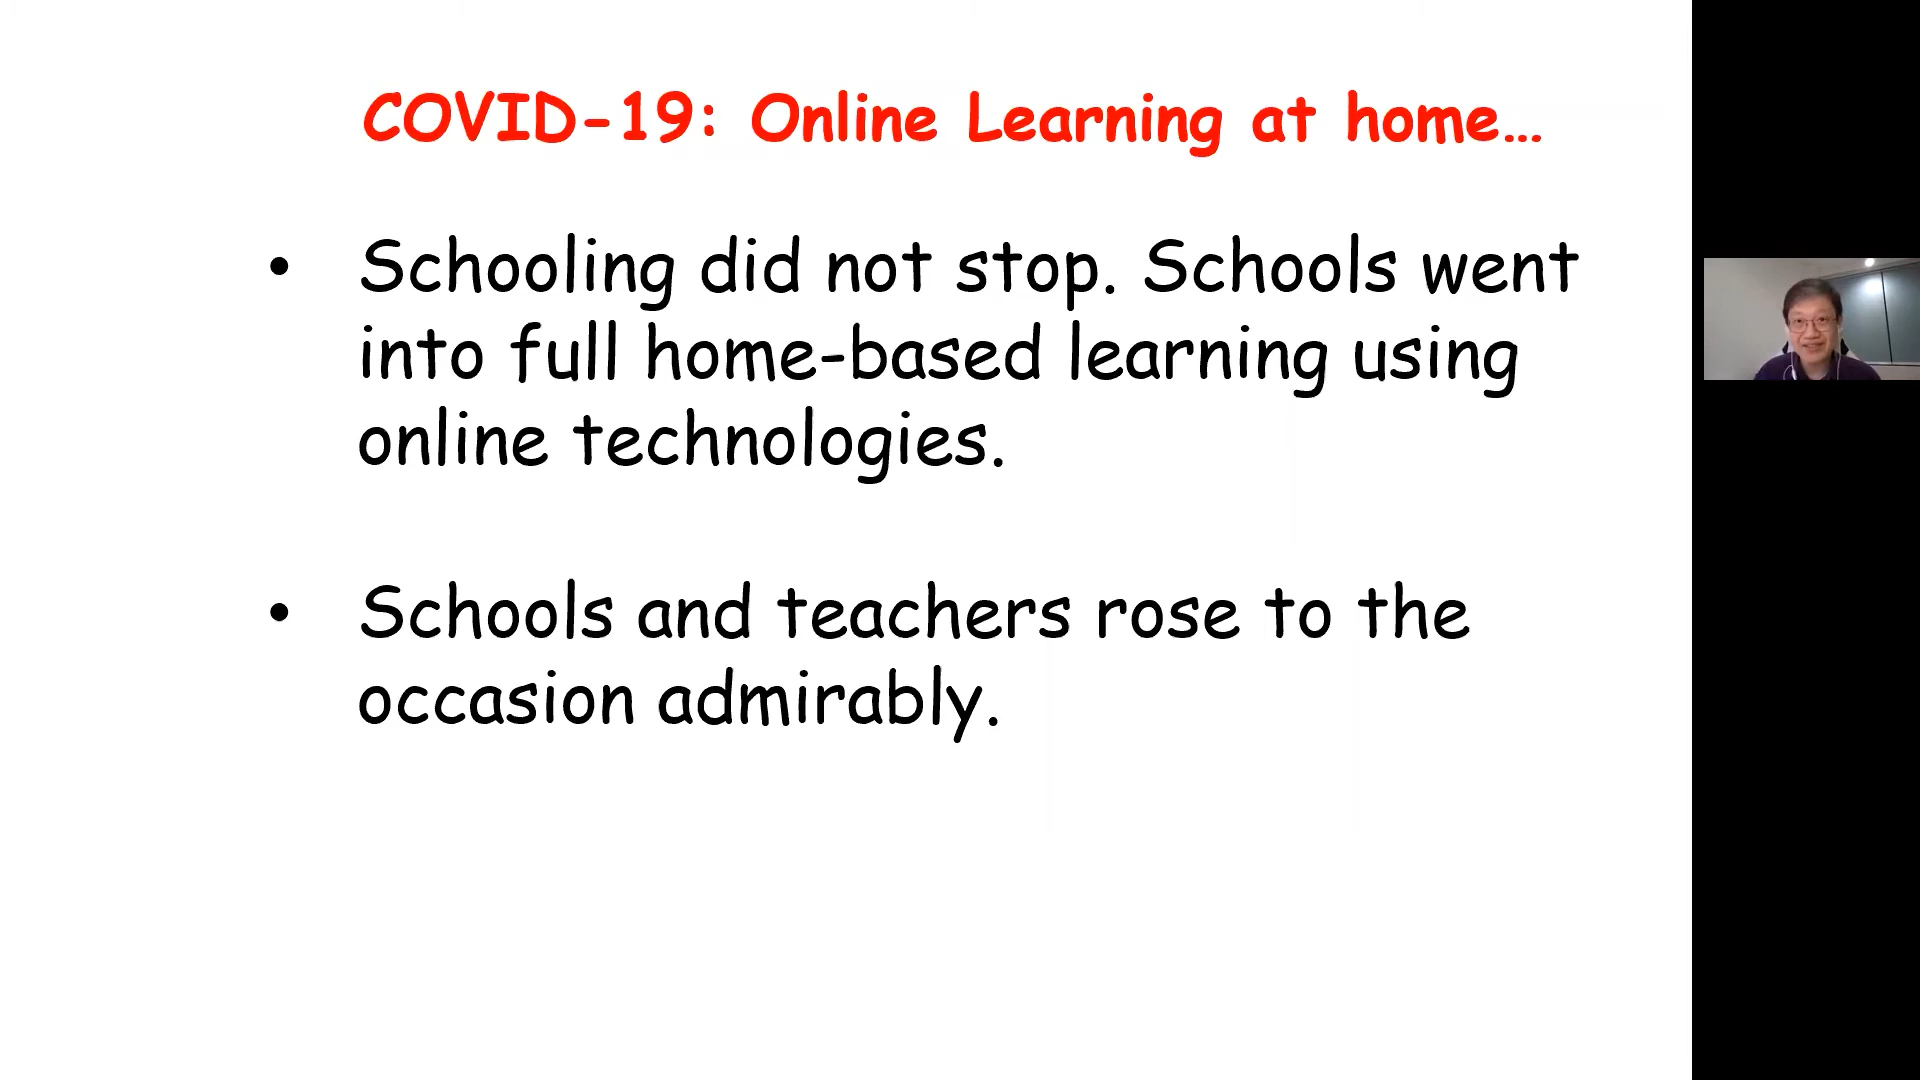 COVID-19: Online Learning at home…
• Schooling did not stop. Schools went
into full home-based learning using
online technologies.
• Schools and teachers rose to the
occasion admirably.